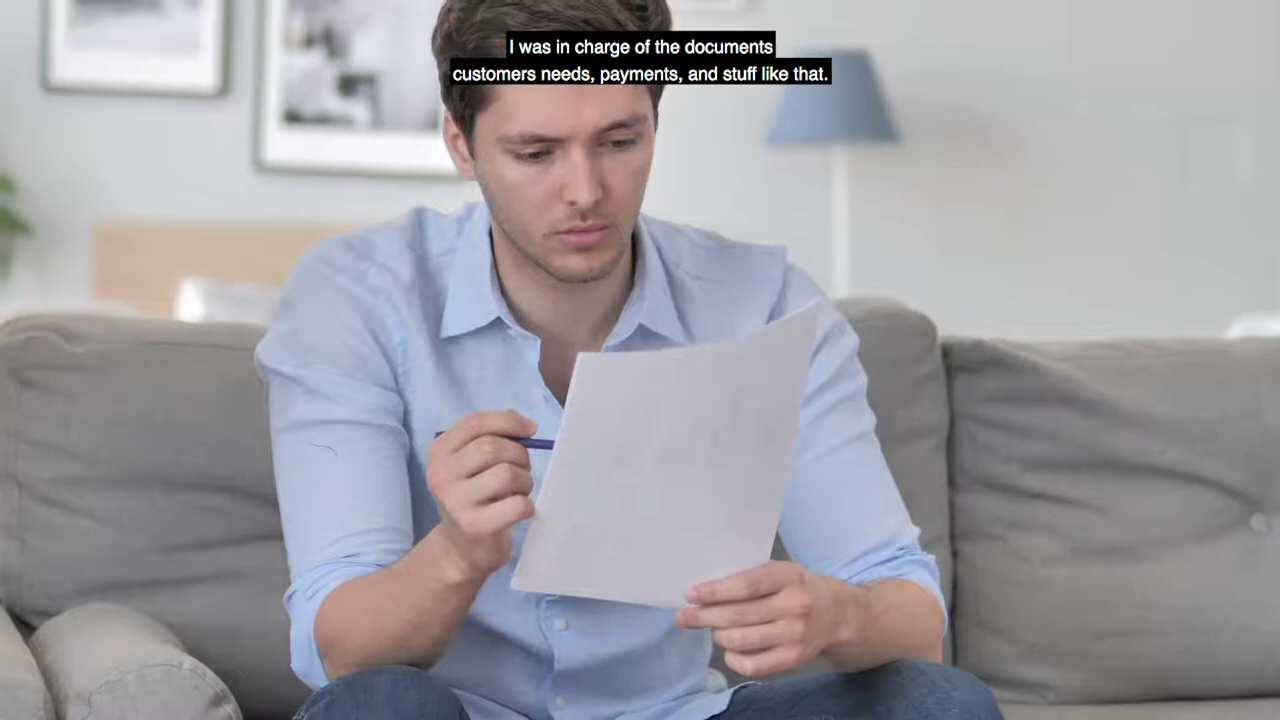 I was in charge of the documents
customers needs, payments, and stuff like that.